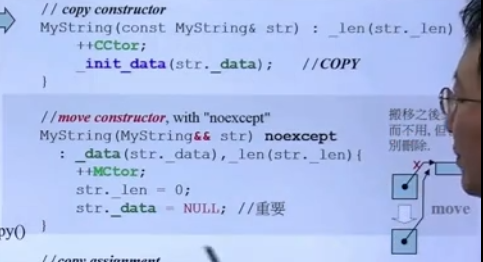 // copy constructor
MyString(const MyString& str) : _len(str._len)
++CCtor;
_init_data(str._data); //COPY
}
//move constructor, with "noexcept"
MyString(MyString&& str) noexcept
: _data(str._data),_len(str._len){
++MCtor;
str._len = 0;
str._data = NULL; //重要
}
搬移之後
而不用, 但
別刪除.
move
py()
//copy assignment